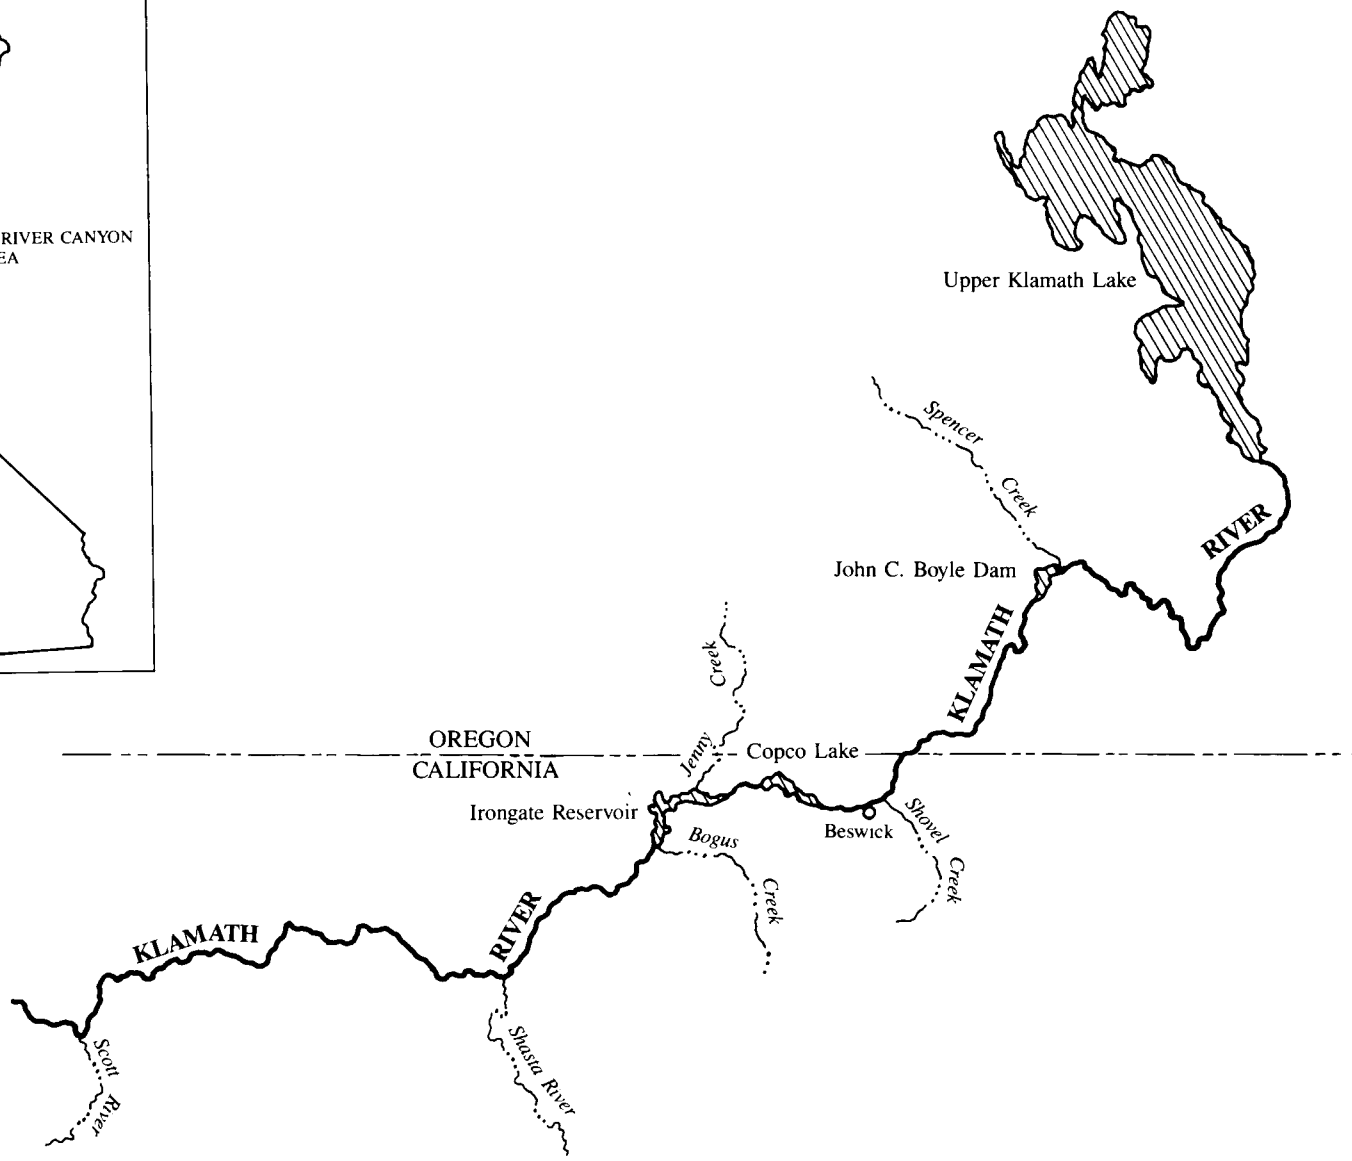 RIVER CANYON
EA
Upper Klamath Lake
Spencer
Creek
RIVER
John C. Boyle Dam
KLAMATH
Creek
Jenny
OREGON
CALIFORNIA
Copco Lake
Irongate Reservoir
Beswick
Shovel
Creek
Bogus
Creek
RIVER
KLAMATH
Shasta River
Scott
River